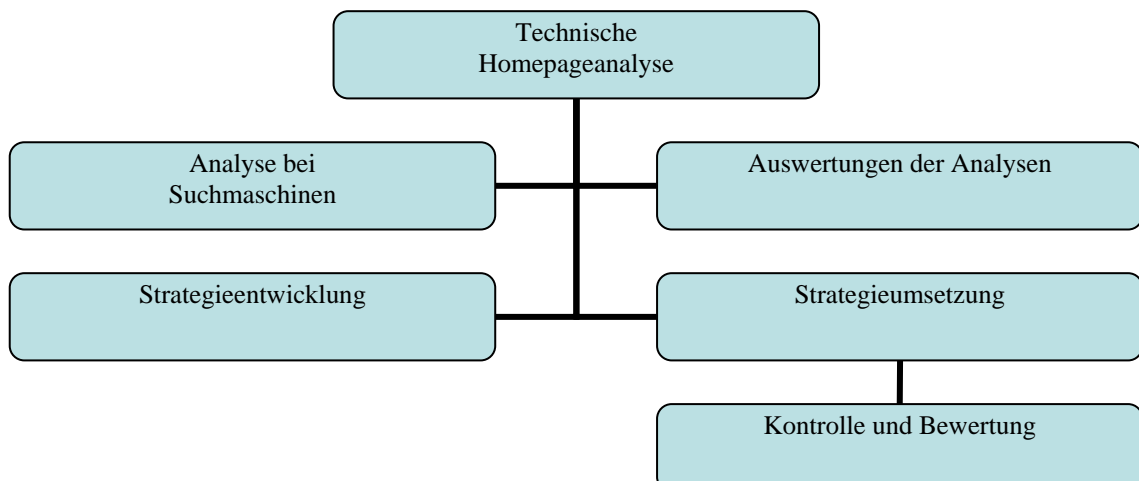 Technische
Homepageanalyse
Analyse bei
Suchmaschinen
Auswertungen der Analysen
Strategieentwicklung
Strategieumsetzung
Kontrolle und Bewertung